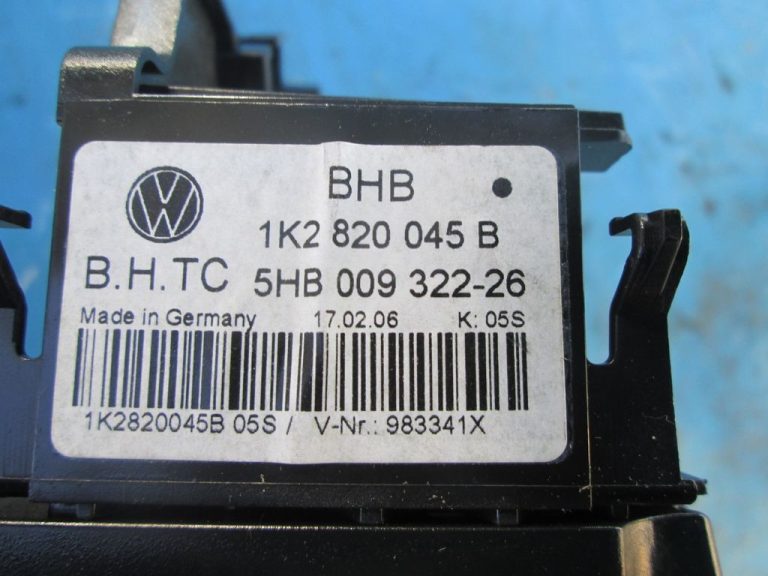 BHB
1K2 820 045 B
B.H.TC 5HB 009 322-26
Made in Germany 17.02.06 K: 05S
1K2820045B 05S / V-Nr.: 983341X